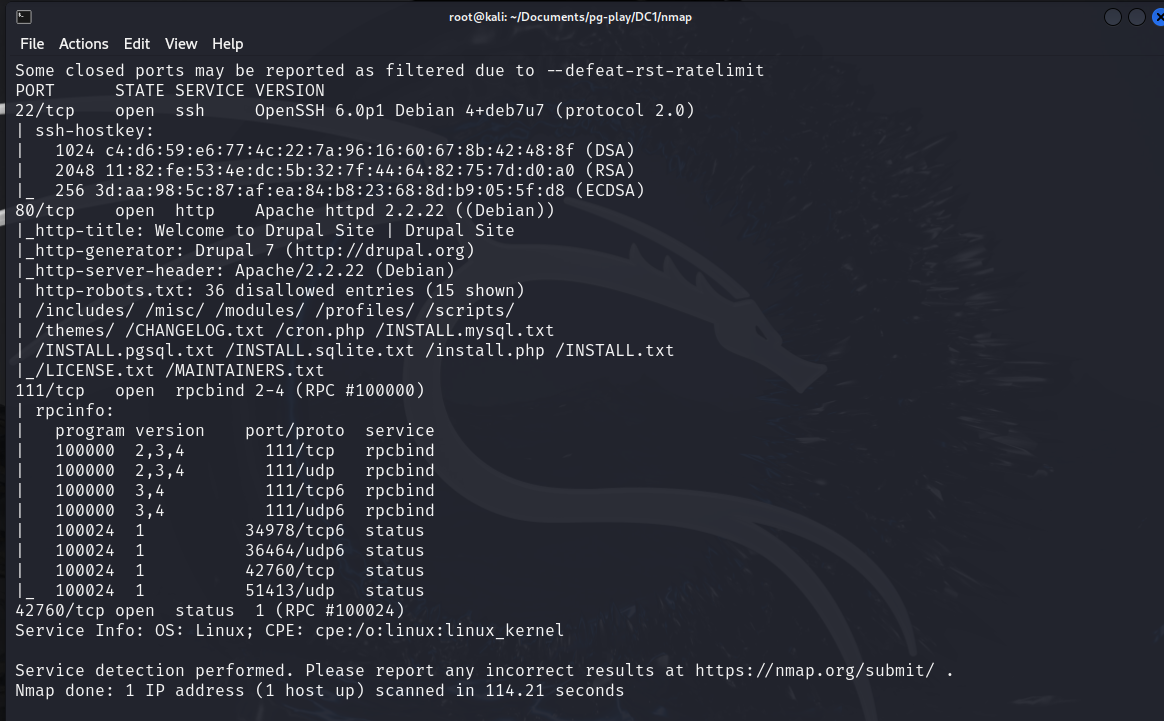 root@kali: ~/Documents/pg-play/DC1/nmap
File Actions Edit View Help
Some closed ports may be reported as filtered due to --defeat-rst-ratelimit
PORT      STATE SERVICE VERSION
22/tcp    open  ssh     OpenSSH 6.0p1 Debian 4+deb7u7 (protocol 2.0)
| ssh-hostkey:
|   1024 c4:d6:59:e6:77:4c:22:7a:96:16:60:67:8b:42:48:8f (DSA)
|   2048 11:82:fe:53:4e:dc:5b:32:7f:44:64:82:75:7d:d0:a0 (RSA)
|_  256 3d:aa:98:5c:87:af:ea:84:b8:23:68:8d:b9:05:5f:d8 (ECDSA)
80/tcp    open  http    Apache httpd 2.2.22 ((Debian))
|_http-title: Welcome to Drupal Site | Drupal Site
|_http-generator: Drupal 7 (http://drupal.org)
|_http-server-header: Apache/2.2.22 (Debian)
| http-robots.txt: 36 disallowed entries (15 shown)
| /includes/ /misc/ /modules/ /profiles/ /scripts/
| /themes/ /CHANGELOG.txt /cron.php /INSTALL.mysql.txt
| /INSTALL.pgsql.txt /INSTALL.sqlite.txt /install.php /INSTALL.txt
|_/LICENSE.txt /MAINTAINERS.txt
111/tcp   open  rpcbind 2-4 (RPC #100000)
| rpcinfo:
|   program version    port/proto  service
|   100000  2,3,4        111/tcp   rpcbind
|   100000  2,3,4        111/udp   rpcbind
|   100000  3,4          111/tcp6  rpcbind
|   100000  3,4          111/udp6  rpcbind
|   100024  1          34978/tcp6  status
|   100024  1          36464/udp6  status
|   100024  1          42760/tcp   status
|_  100024  1          51413/udp   status
42760/tcp open  status  1 (RPC #100024)
Service Info: OS: Linux; CPE: cpe:/o:linux:linux_kernel
Service detection performed. Please report any incorrect results at https://nmap.org/submit/ .
Nmap done: 1 IP address (1 host up) scanned in 114.21 seconds